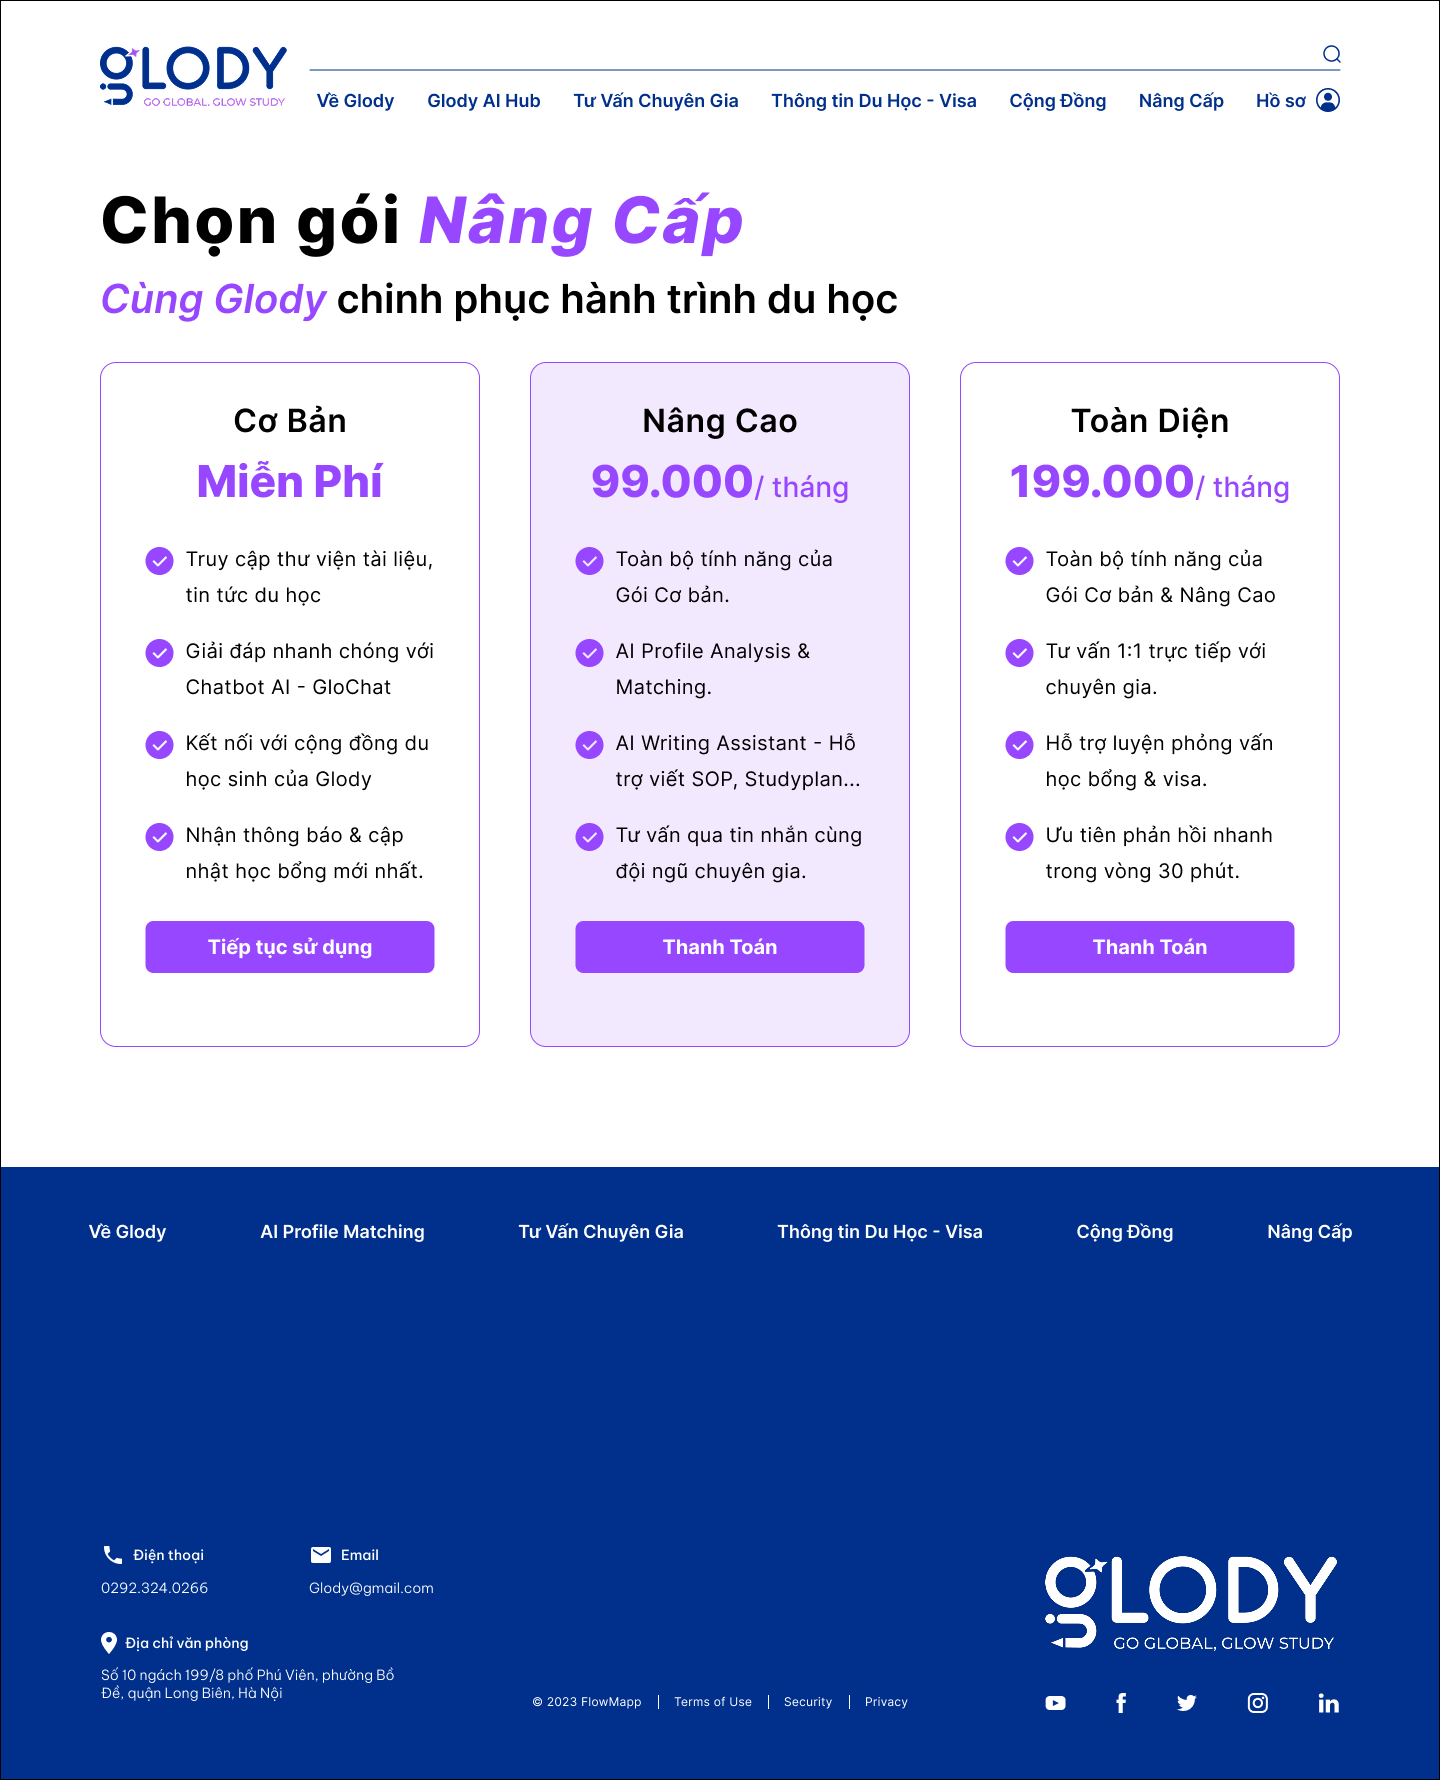 gLODY
GO GLOBAL, GLOW STUDY
Về Glody
Glody AI Hub
Tư Vấn Chuyên Gia
Thông tin Du Học - Visa
Cộng Đồng
Nâng Cấp
Hồ sơ
Chọn gói Nâng Cấp
Cùng Glody chinh phục hành trình du học
Cơ Bản
Miễn Phí
Truy cập thư viện tài liệu,
tin tức du học
Giải đáp nhanh chóng với
Chatbot AI - GloChat
Kết nối với cộng đồng du
học sinh của Glody
Nhận thông báo & cập
nhật học bổng mới nhất.
Tiếp tục sử dụng
Nâng Cao
99.000/ tháng
Toàn bộ tính năng của
Gói Cơ bản.
AI Profile Analysis &
Matching.
AI Writing Assistant - Hỗ
trợ viết SOP, Studyplan...
Tư vấn qua tin nhắn cùng
đội ngũ chuyên gia.
Thanh Toán
Toàn Diện
199.000/ tháng
Toàn bộ tính năng của
Gói Cơ bản & Nâng Cao
Tư vấn 1:1 trực tiếp với
chuyên gia.
Hỗ trợ luyện phỏng vấn
học bổng & visa.
Ưu tiên phản hồi nhanh
trong vòng 30 phút.
Thanh Toán
Về Glody
AI Profile Matching
Tư Vấn Chuyên Gia
Thông tin Du Học - Visa
Cộng Đồng
Nâng Cấp
Điện thoại
0292.324.0266
Email
Glody@gmail.com
Địa chỉ văn phòng
Số 10 ngách 199/8 phố Phú Viên, phường Bồ
Đề, quận Long Biên, Hà Nội
© 2023 FlowMapp
Terms of Use
Security
Privacy
gLODY
GO GLOBAL, GLOW STUDY